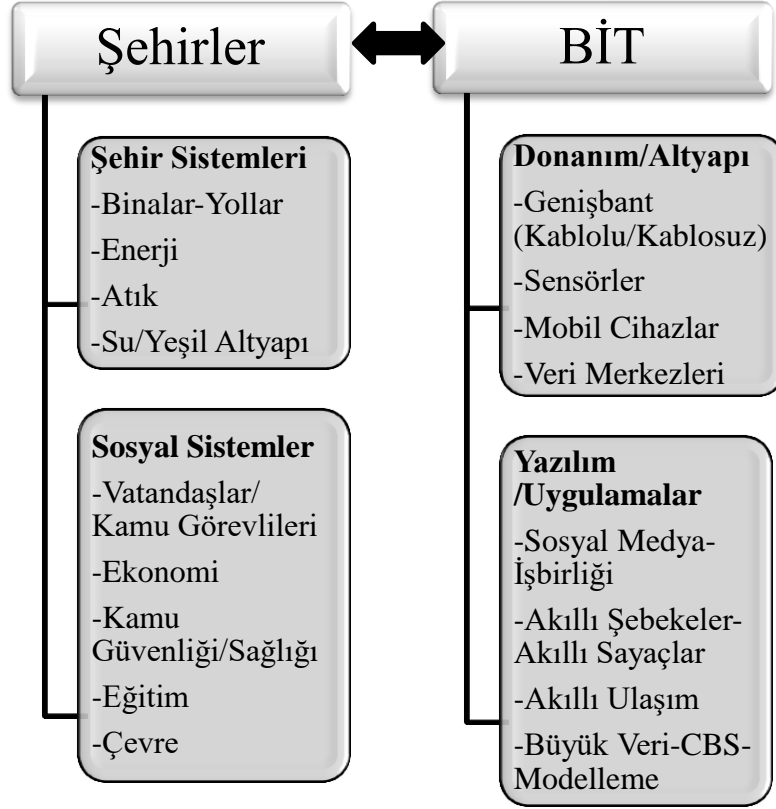 Şehirler
Şehir Sistemleri
-Binalar-Yollar
-Enerji
-Atık
-Su/Yeşil Altyapı
Sosyal Sistemler
-Vatandaşlar/
Kamu Görevlileri
-Ekonomi
-Kamu
Güvenliği/Sağlığı
-Eğitim
-Çevre
BİT
Donanım/Altyapı
-Genişbant
(Kablolu/Kablosuz)
-Sensörler
-Mobil Cihazlar
-Veri Merkezleri
Yazılım
/Uygulamalar
-Sosyal Medya-
İşbirliği
-Akıllı Şebekeler-
Akıllı Sayaçlar
-Akıllı Ulaşım
-Büyük Veri-CBS-
Modelleme